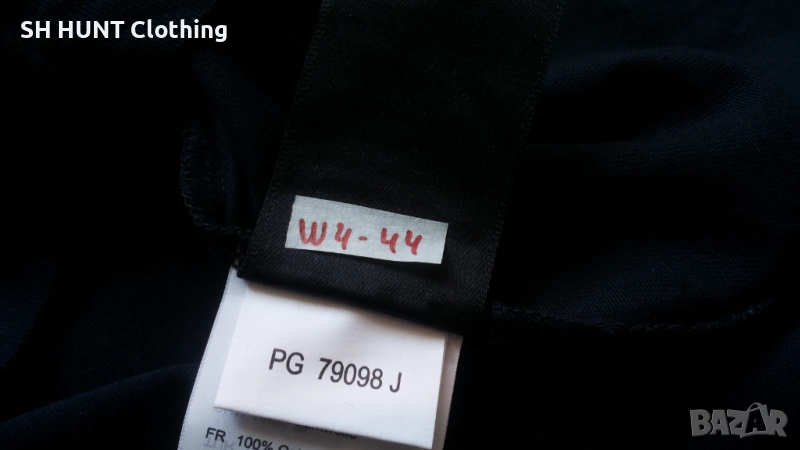 SH HUNT Clothing
W4-44
PG 79098 J
FR 100%
BAZAR